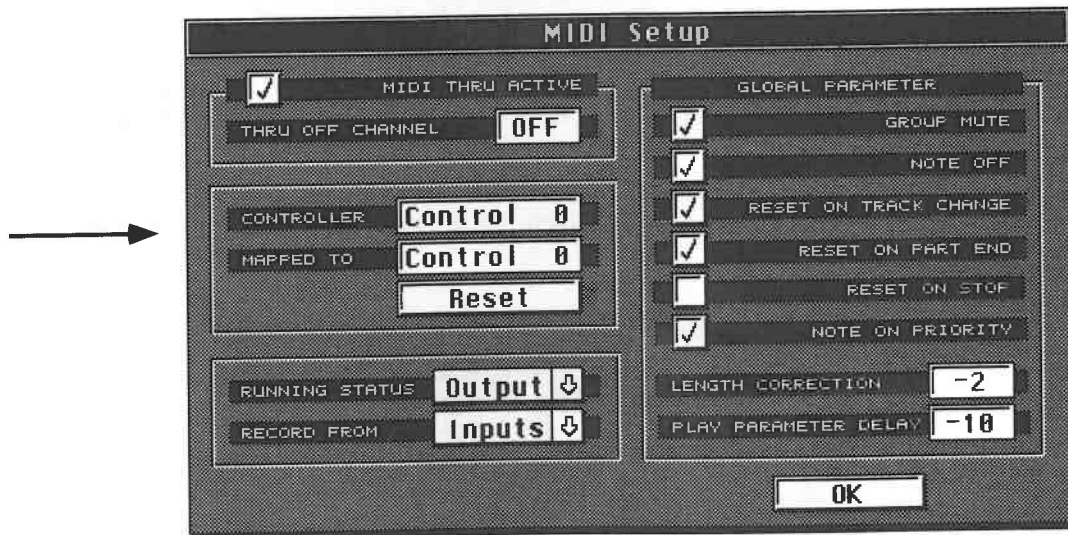 MIDI Setup
MIDI THRU ACTIVE
THRU OFF CHANNEL OFF
CONTROLLER Control 0
MAPPED TO Control 0
Reset
RUNNING STATUS Output
RECORD FROM Inputs
GLOBAL PARAMETER
GROUP MUTE
NOTE OFF
RESET ON TRACK CHANGE
RESET ON PART END
RESET ON STOP
NOTE ON PRIORITY
LENGTH CORRECTION -2
PLAY PARAMETER DELAY -10
OK